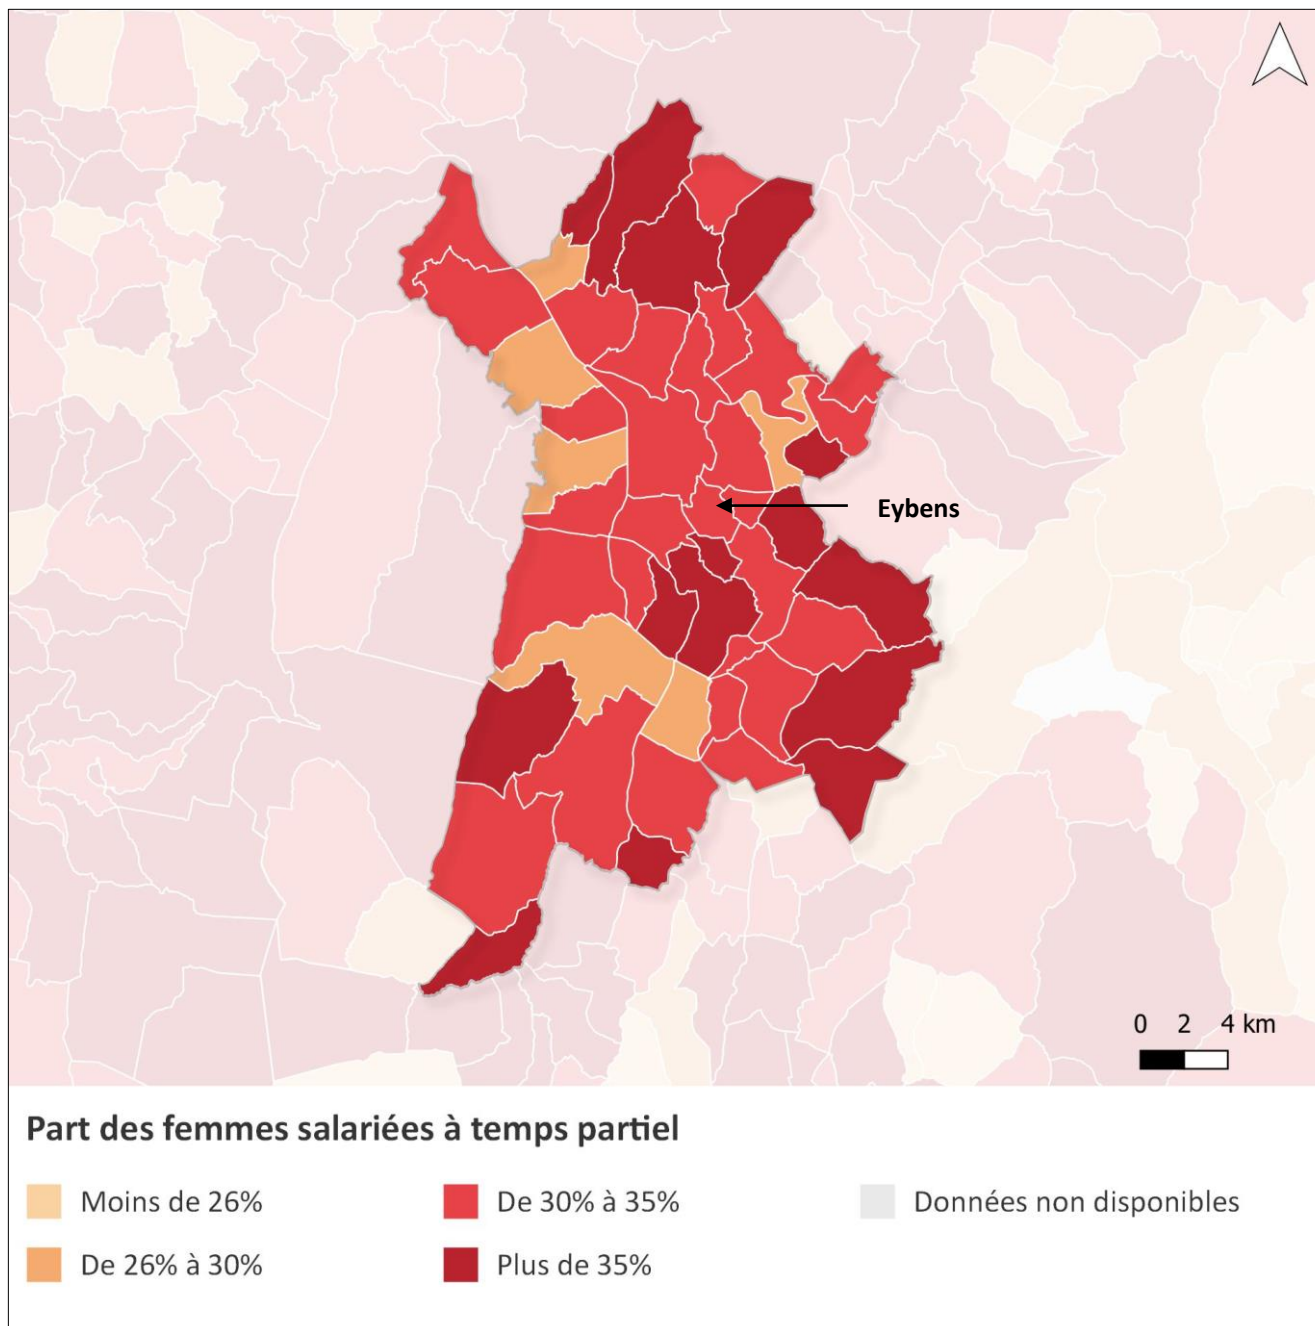 Eybens
0 2 4 km
Part des femmes salariées à temps partiel
Moins de 26%
De 30% à 35%
Données non disponibles
De 26% à 30%
Plus de 35%